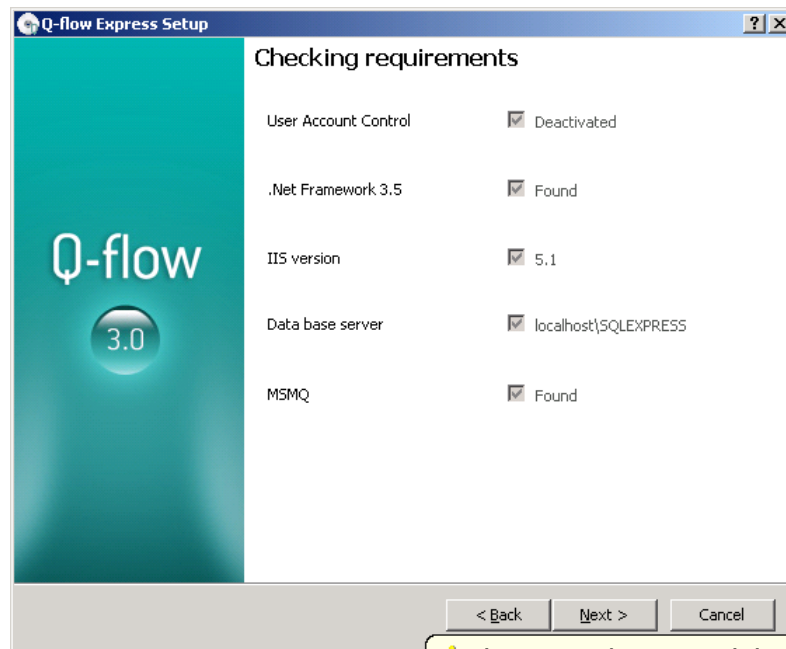 Q-flow Express Setup
Checking requirements
User Account Control Deactivated
.Net Framework 3.5 Found
IIS version 5.1
Data base server localhost\SQLEXPRESS
MSMQ Found
Q-flow
3.0
< Back Next > Cancel